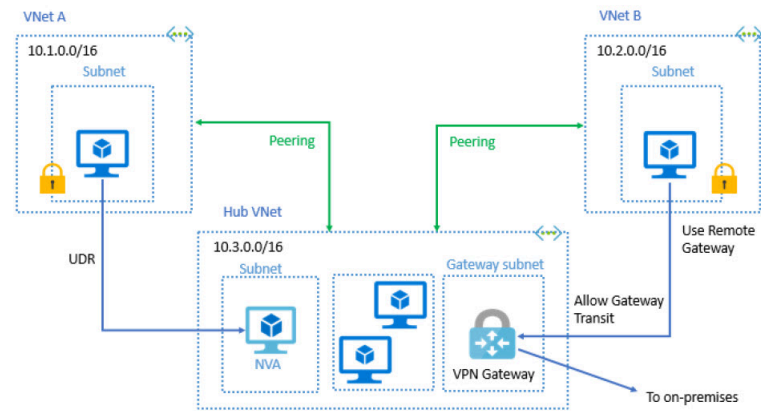 VNet A
VNet B
10.1.0.0/16
10.2.0.0/16
Subnet
Subnet
Peering
Peering
Hub VNet
Use Remote
Gateway
UDR
10.3.0.0/16
Subnet
Gateway subnet
Allow Gateway
Transit
NVA
VPN Gateway
To on-premises